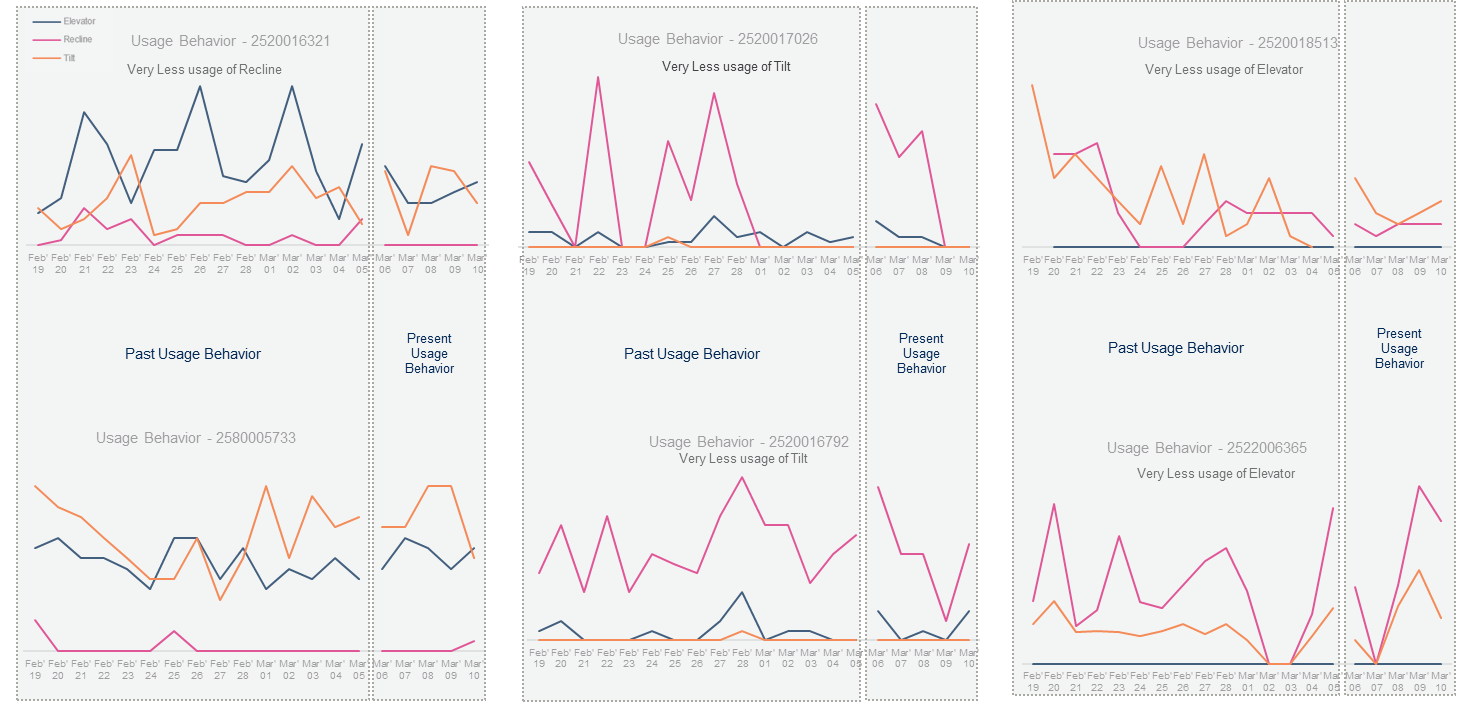 Elevator
Recline
Tilt
Usage Behavior - 2520016321
Very Less usage of Recline
Feb' Feb' Feb' Feb' Feb' Feb' Feb' Feb' Feb' Feb' Mar' Mar' Mar' Mar' Mar'
19 20 21 22 23 24 25 26 27 28 01 02 03 04 05
Mar' Mar' Mar' Mar' Mar'
06 07 08 09 10
Usage Behavior - 2520017026
Very Less usage of Tilt
Feb' Feb' Feb' Feb' Feb' Feb' Feb' Feb' Feb' Feb' Mar' Mar' Mar' Mar' Mar'
19 20 21 22 23 24 25 26 27 28 01 02 03 04 05
Mar' Mar' Mar' Mar' Mar'
06 07 08 09 10
Usage Behavior - 2520018513
Very Less usage of Elevator
Feb' Feb' Feb' Feb' Feb' Feb' Feb' Feb' Feb' Feb' Mar' Mar' Mar' Mar' Mar'
19 20 21 22 23 24 25 26 27 28 01 02 03 04 05
Mar' Mar' Mar' Mar' Mar'
06 07 08 09 10
Past Usage Behavior
Present
Usage
Behavior
Past Usage Behavior
Present
Usage
Behavior
Past Usage Behavior
Present
Usage
Behavior
Usage Behavior - 2580005733
Feb' Feb' Feb' Feb' Feb' Feb' Feb' Feb' Feb' Feb' Mar' Mar' Mar' Mar' Mar'
19 20 21 22 23 24 25 26 27 28 01 02 03 04 05
Mar' Mar' Mar' Mar' Mar'
06 07 08 09 10
Usage Behavior - 2520016792
Very Less usage of Tilt
Feb' Feb' Feb' Feb' Feb' Feb' Feb' Feb' Feb' Feb' Mar' Mar' Mar' Mar' Mar'
19 20 21 22 23 24 25 26 27 28 01 02 03 04 05
Mar' Mar' Mar' Mar' Mar'
06 07 08 09 10
Usage Behavior - 2522006365
Very Less usage of Elevator
Feb' Feb' Feb' Feb' Feb' Feb' Feb' Feb' Feb' Feb' Mar' Mar' Mar' Mar' Mar'
19 20 21 22 23 24 25 26 27 28 01 02 03 04 05
Mar' Mar' Mar' Mar' Mar'
06 07 08 09 10